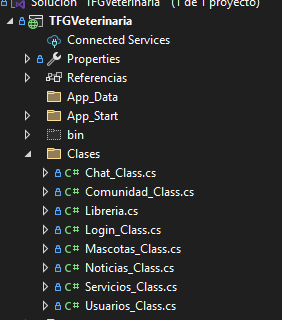 Solución "TFGVeterinaria" (1 de 1 proyecto)
TFGVeterinaria
Connected Services
Properties
Referencias
App_Data
App_Start
bin
Clases
C# Chat_Class.cs
C# Comunidad_Class.cs
C# Libreria.cs
C# Login_Class.cs
C# Mascotas_Class.cs
C# Noticias_Class.cs
C# Servicios_Class.cs
C# Usuarios_Class.cs